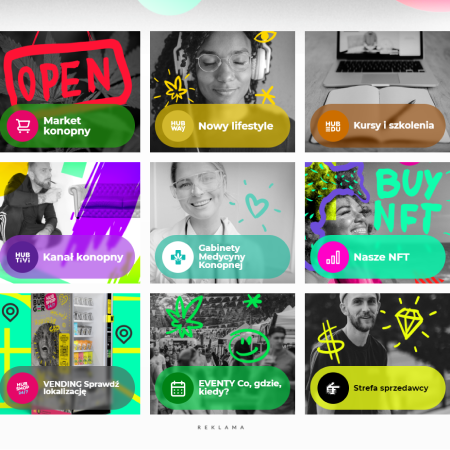 OPEN
Market
konopny
HUB
WAY
Nowy lifestyle
HUB
EDU
Kursy i szkolenia
HUB
TiVi
Kanał konopny
Gabinety
Medycyny
Konopnej
BUY
NFT
Nasze NFT
HUB
SHOP
24/7
VENDING Sprawdź
lokalizację
EVENTY Co, gdzie,
kiedy?
$
Strefa sprzedawcy
REKLAMA